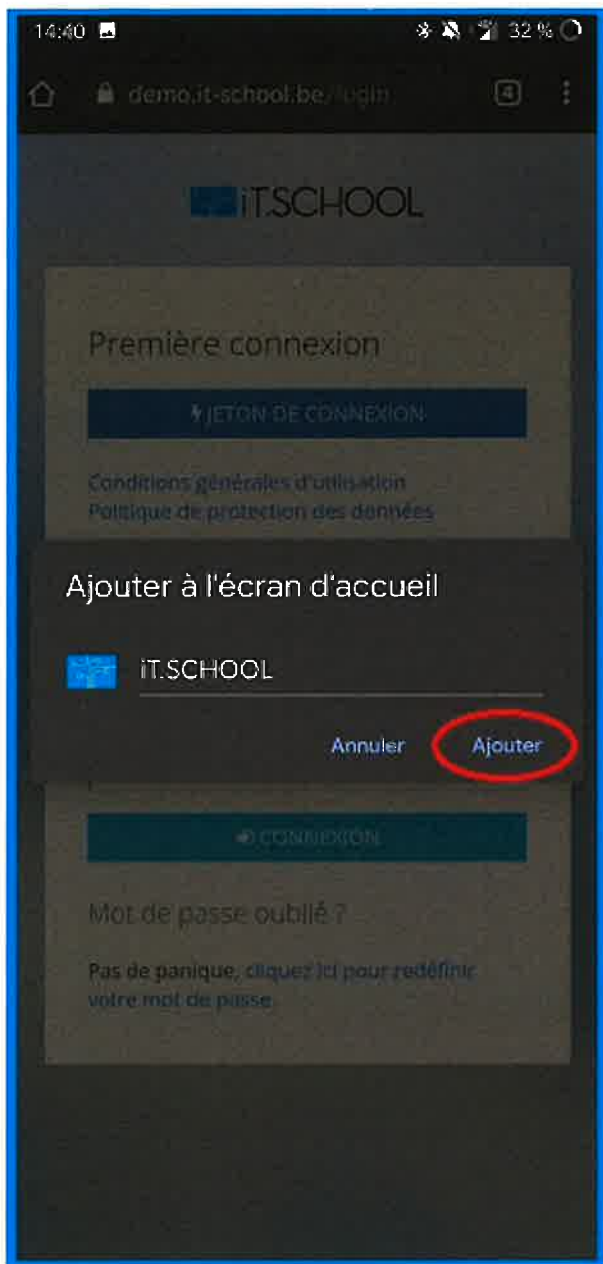 14:40
32 %
demo.it-school.be/login
4
iT.SCHOOL
Première connexion
JETON DE CONNEXION
Conditions générales d'utilisation
Politique de protection des données
Ajouter à l'écran d'accueil
iT.SCHOOL
Annuler
Ajouter
CONNEXION
Mot de passe oublié ?
Pas de panique, cliquez ici pour redéfinir
votre mot de passe